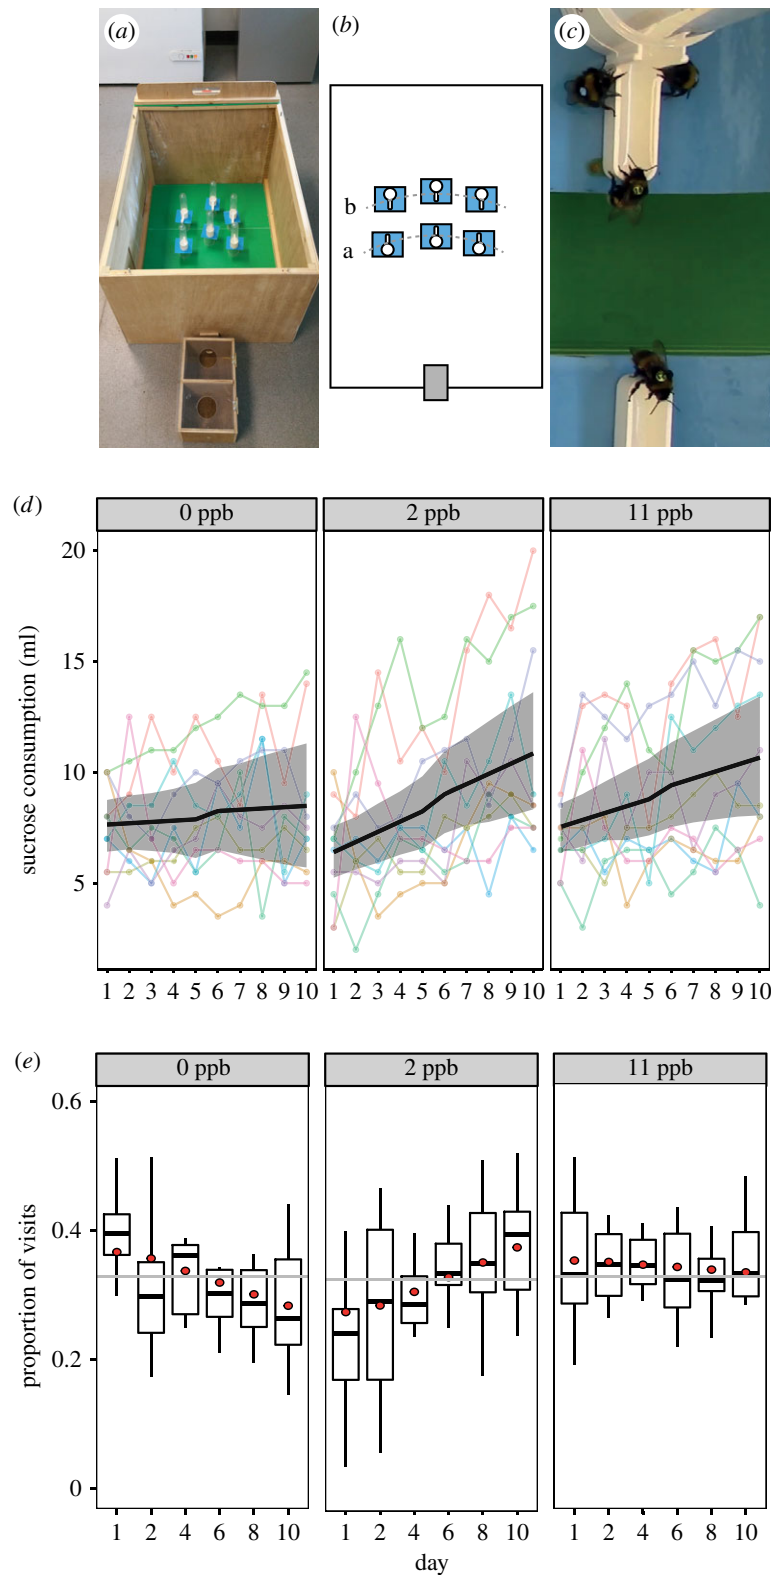 (a)
(b)
(c)
b
a
(d)
0 ppb
2 ppb
11 ppb
sucrose consumption (ml)
20
15
10
5
1 2 3 4 5 6 7 8 9 10
1 2 3 4 5 6 7 8 9 10
1 2 3 4 5 6 7 8 9 10
(e)
0 ppb
2 ppb
11 ppb
proportion of visits
0.6
0.4
0.2
0
1 2 4 6 8 10
1 2 4 6 8 10
1 2 4 6 8 10
day